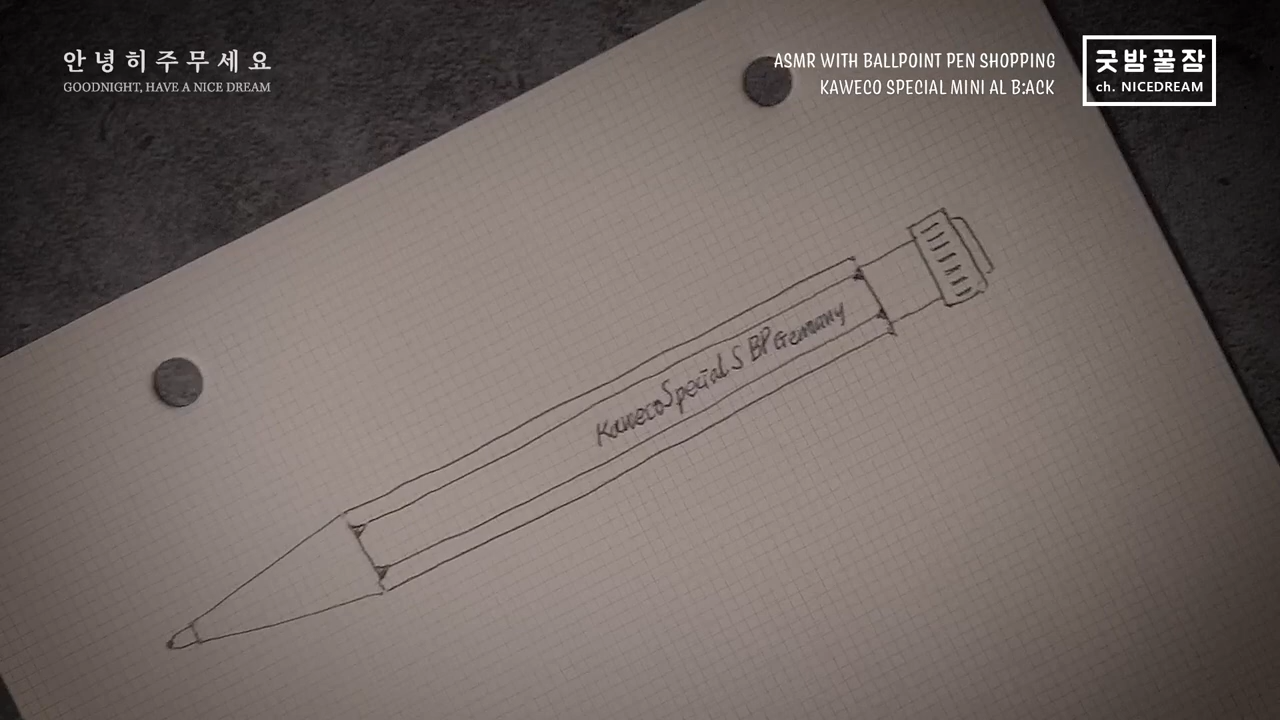 안녕히주무세요
GOODNIGHT, HAVE A NICE DREAM
ASMR WITH BALLPOINT PEN SHOPPING
KAWECO SPECIAL MINI AL B:ACK
굿밤꿀잠
ch. NICEDREAM
Kaweco Special S BP Gemany